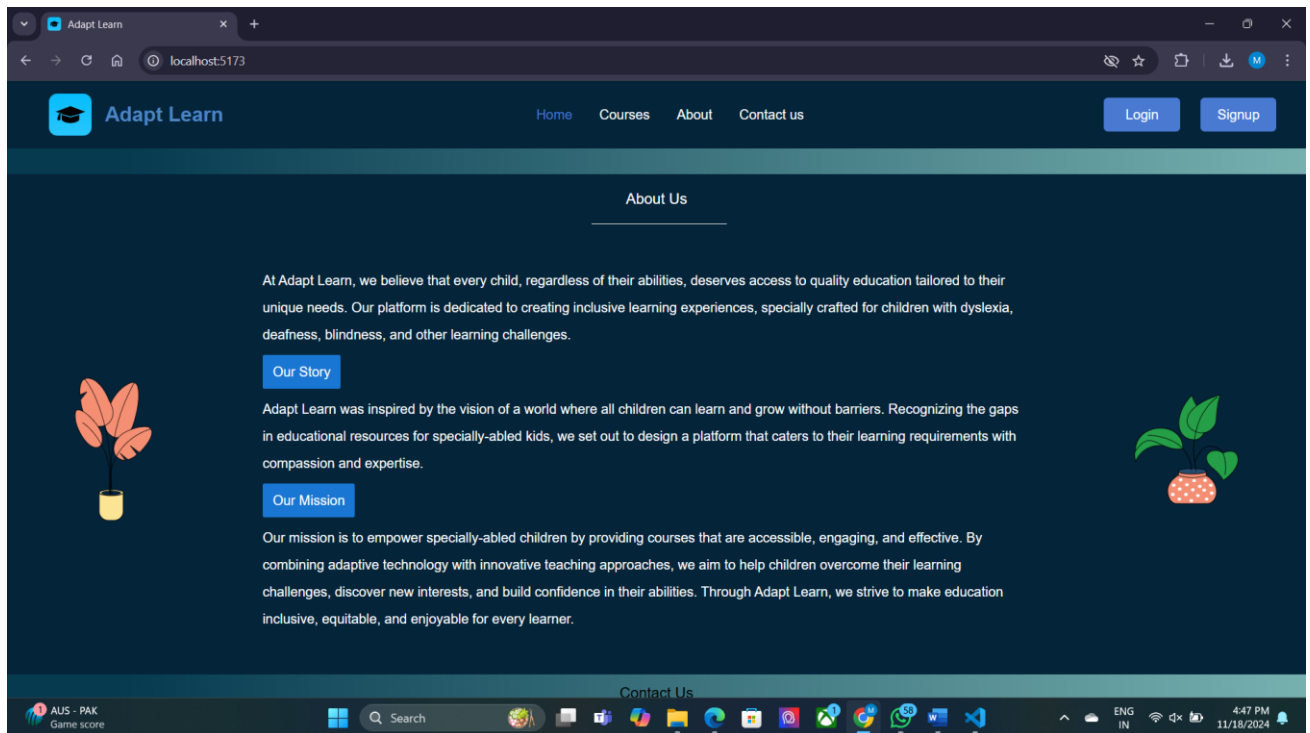 Adapt Learn
localhost:5173
M
Adapt Learn
Home Courses About Contact us
Login Signup
About Us
At Adapt Learn, we believe that every child, regardless of their abilities, deserves access to quality education tailored to their
unique needs. Our platform is dedicated to creating inclusive learning experiences, specially crafted for children with dyslexia,
deafness, blindness, and other learning challenges.
Our Story
Adapt Learn was inspired by the vision of a world where all children can learn and grow without barriers. Recognizing the gaps
in educational resources for specially-abled kids, we set out to design a platform that caters to their learning requirements with
compassion and expertise.
Our Mission
Our mission is to empower specially-abled children by providing courses that are accessible, engaging, and effective. By
combining adaptive technology with innovative teaching approaches, we aim to help children overcome their learning
challenges, discover new interests, and build confidence in their abilities. Through Adapt Learn, we strive to make education
inclusive, equitable, and enjoyable for every learner.
Contact Us
1 AUS - PAK
Game score
Search
1
58
ENG
IN
4:47 PM
11/18/2024